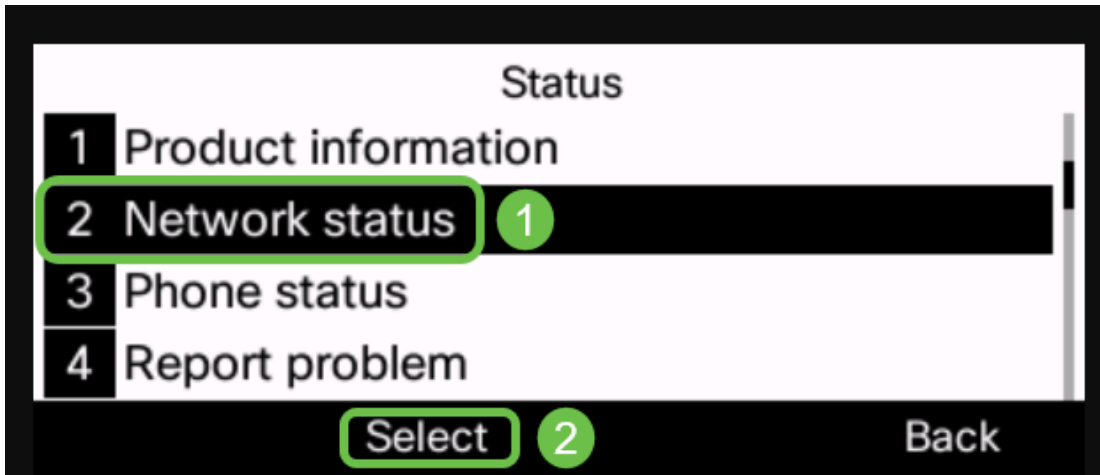 Status
1 Product information
2 Network status 1
3 Phone status
4 Report problem
Select 2 Back